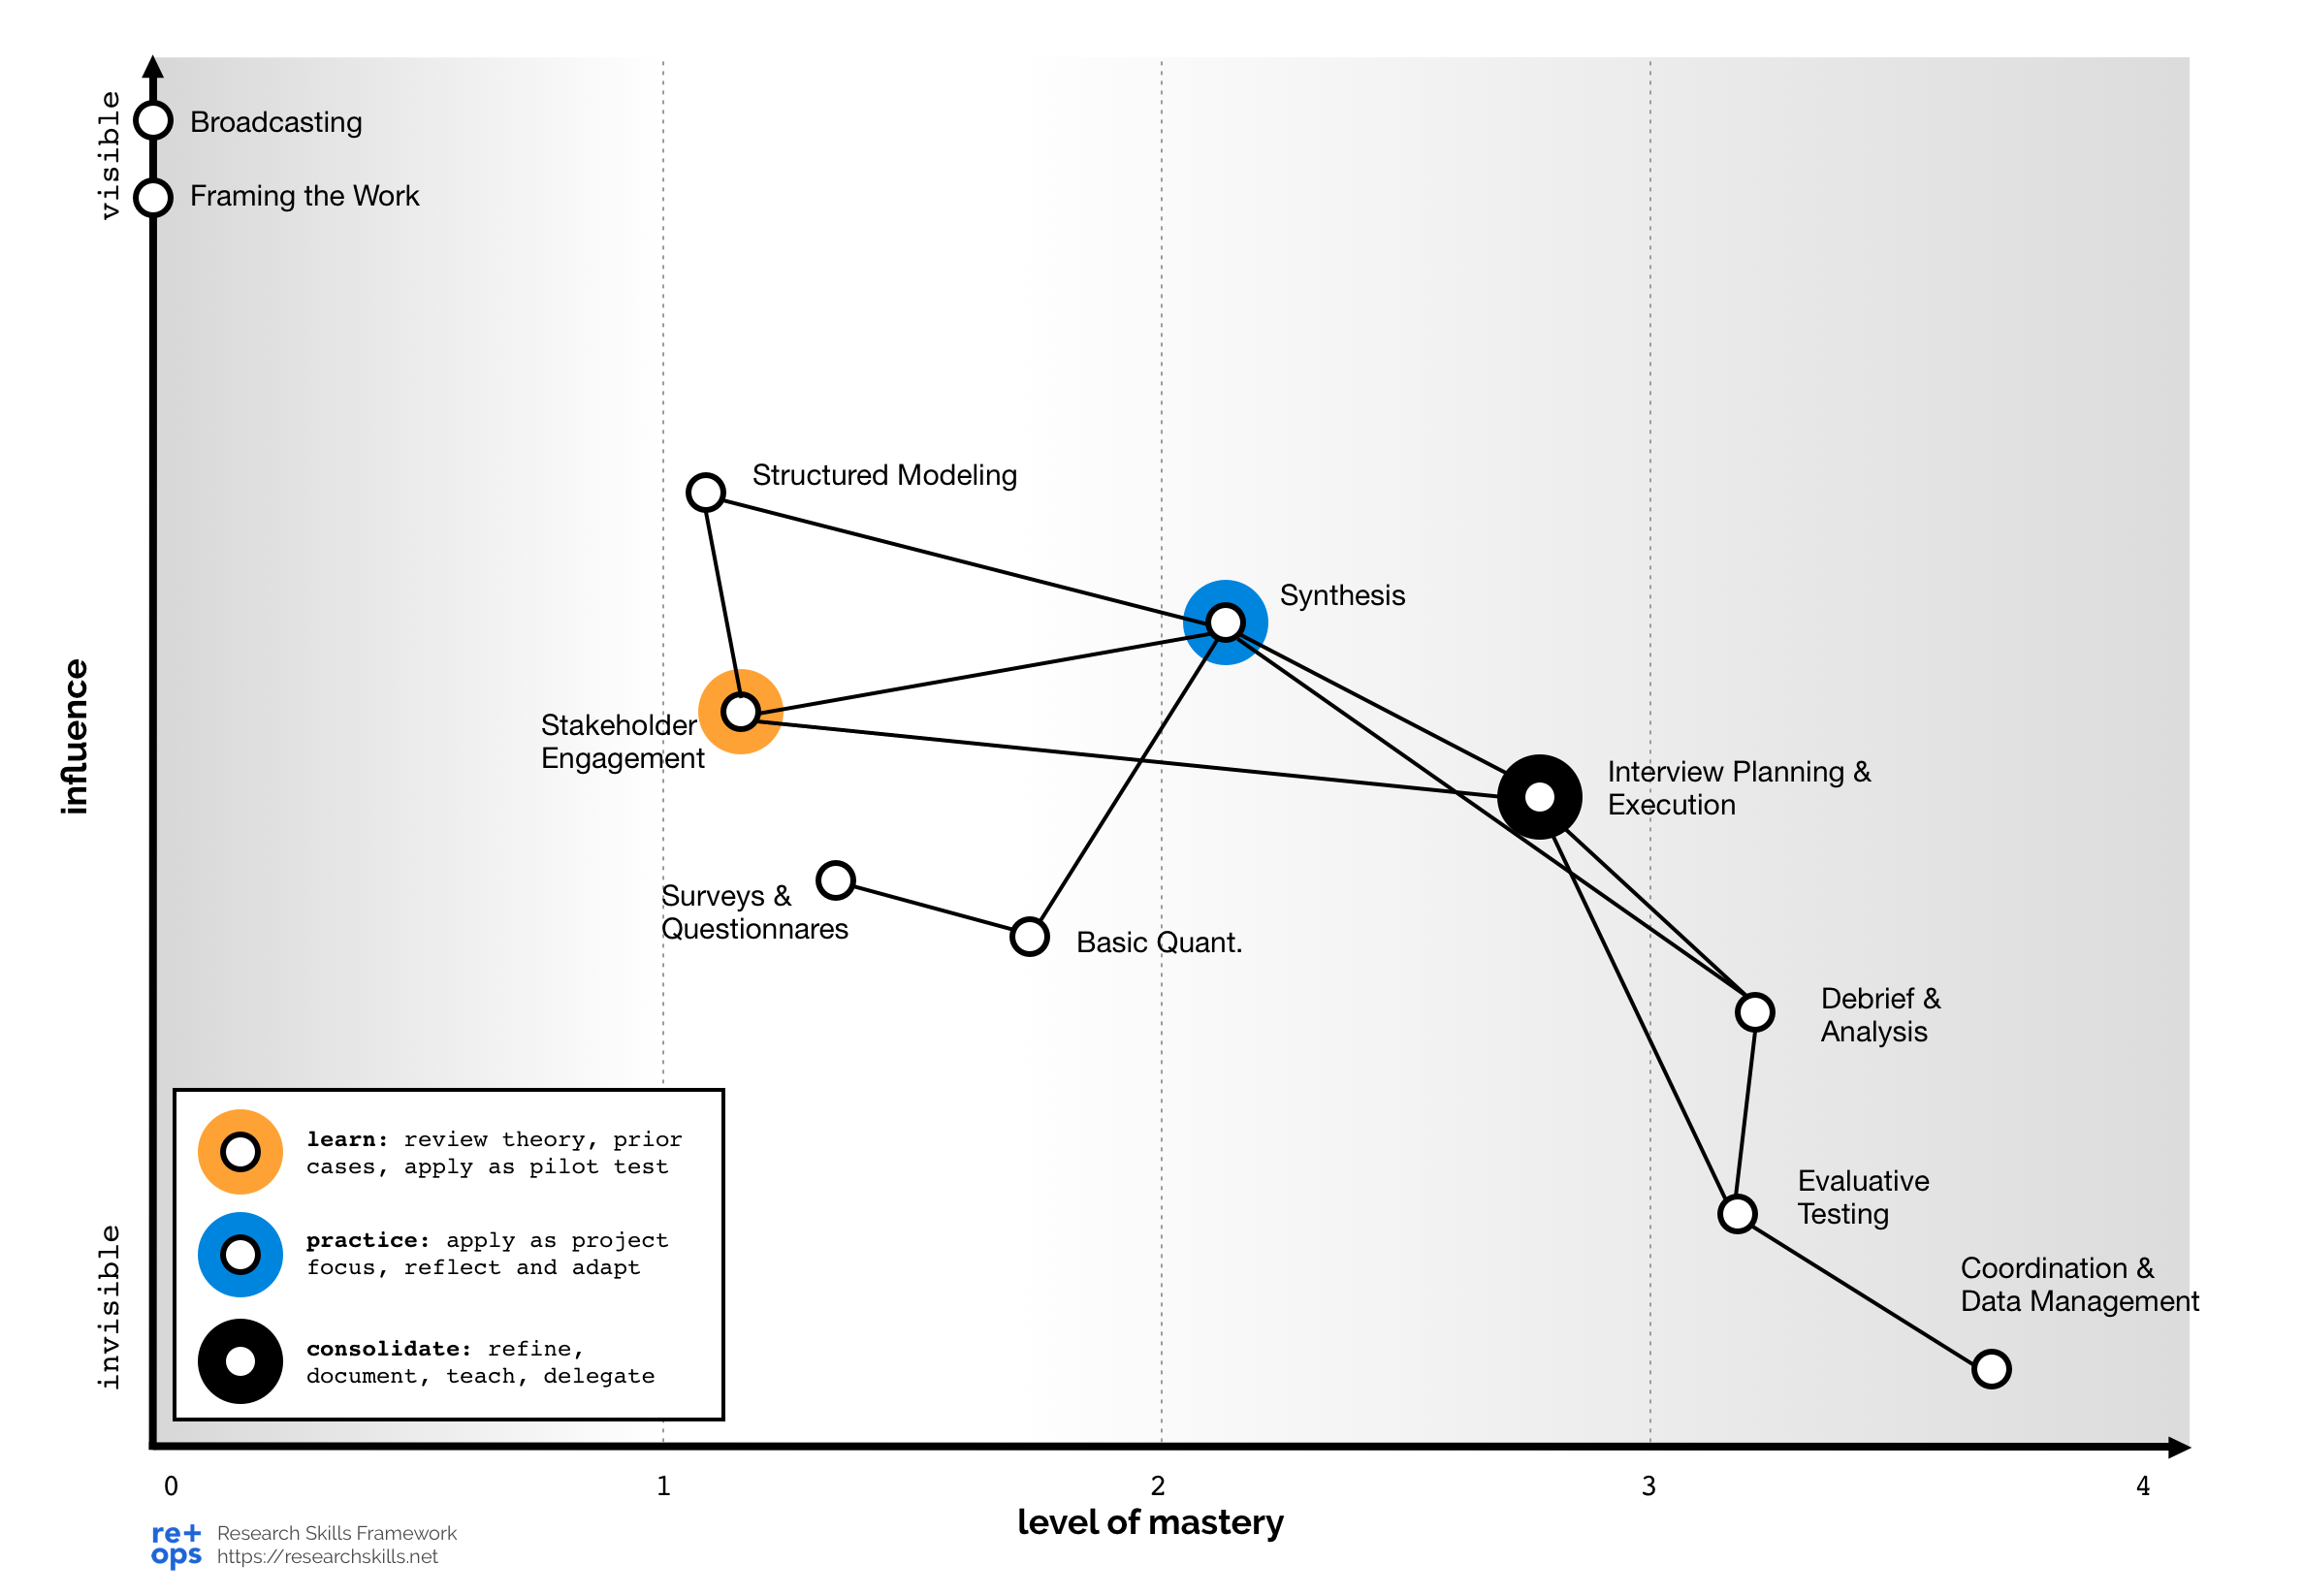 visible
Broadcasting
Framing the Work
Structured Modeling
Synthesis
influence
Stakeholder
Engagement
Interview Planning &
Execution
Surveys &
Questionnares
Basic Quant.
Debrief &
Analysis
learn: review theory, prior
cases, apply as pilot test
practice: apply as project
focus, reflect and adapt
consolidate: refine,
document, teach, delegate
Evaluative
Testing
Coordination &
Data Management
invisible
0 1 2 3 4
level of mastery
re+
ops
Research Skills Framework
https://researchskills.net